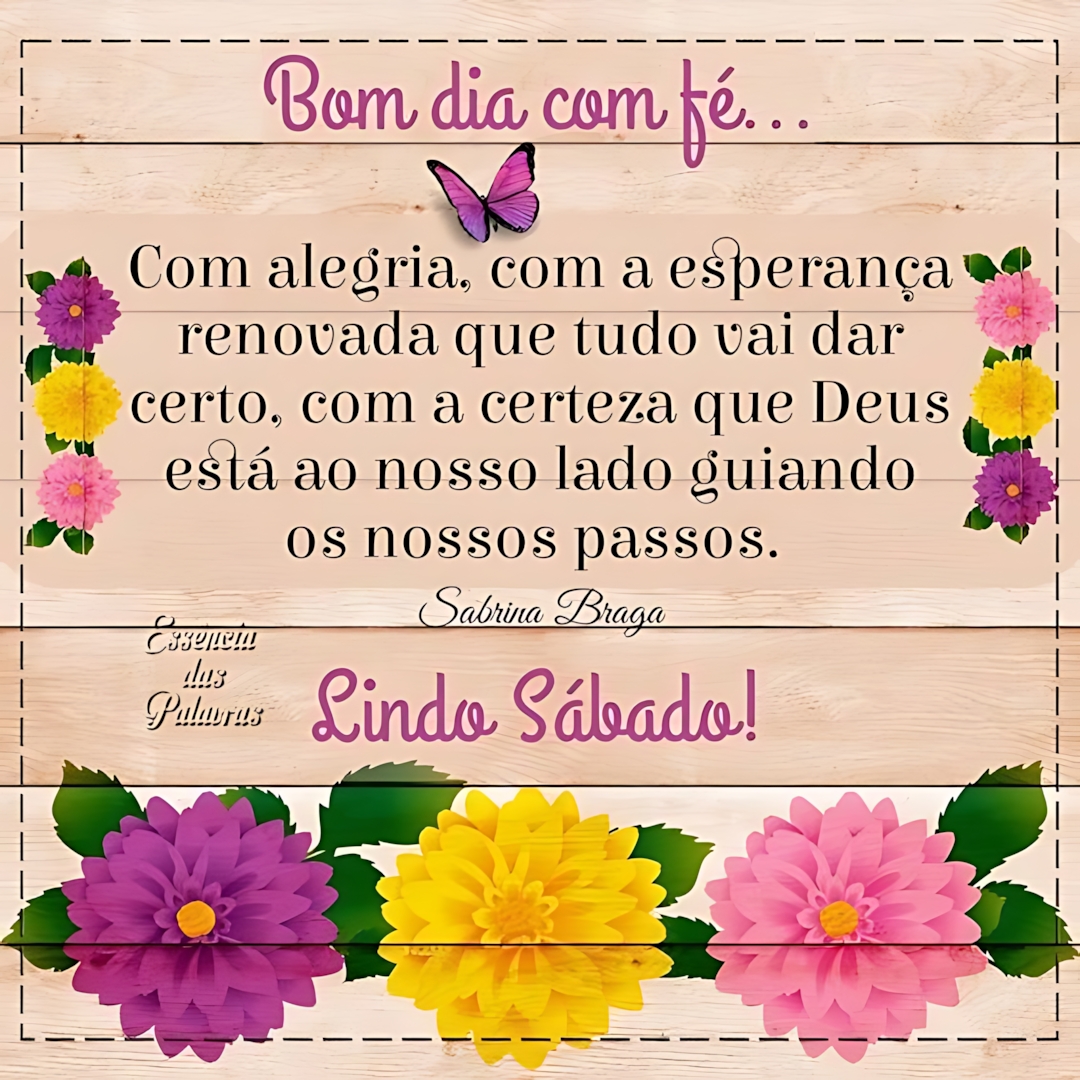 Bom dia com fé...
Com alegria, com a esperança
renovada que tudo vai dar
certo, com a certeza que Deus
está ao nosso lado guiando
os nossos passos.
Sabrina Braga
Essencia
das
Palavras
Lindo Sábado!